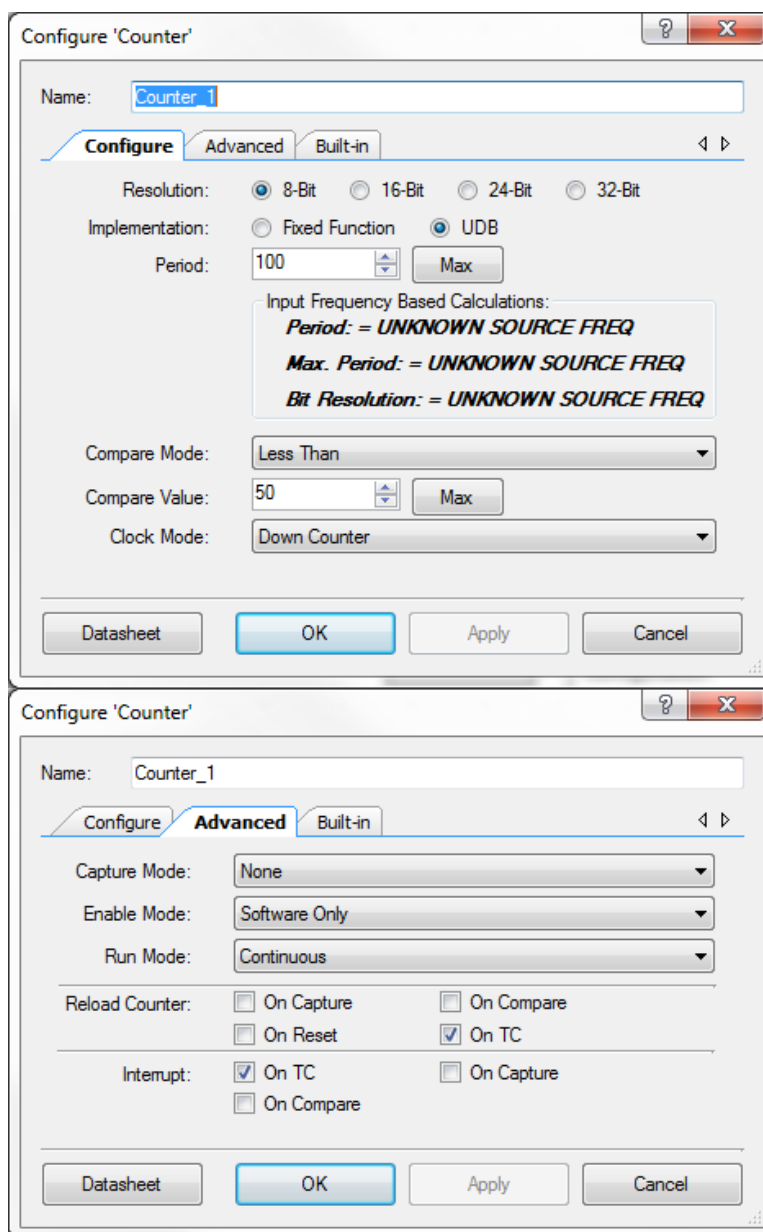 Configure 'Counter'
Name: Counter_1
Configure Advanced Built-in
Resolution: 8-Bit 16-Bit 24-Bit 32-Bit
Implementation: Fixed Function UDB
Period: 100 Max
Input Frequency Based Calculations:
Period: = UNKNOWN SOURCE FREQ
Max. Period: = UNKNOWN SOURCE FREQ
Bit Resolution: = UNKNOWN SOURCE FREQ
Compare Mode: Less Than
Compare Value: 50 Max
Clock Mode: Down Counter
Datasheet OK Apply Cancel
Configure 'Counter'
Name: Counter_1
Configure Advanced Built-in
Capture Mode: None
Enable Mode: Software Only
Run Mode: Continuous
Reload Counter: On Capture On Compare
On Reset On TC
Interrupt: On TC On Capture
On Compare
Datasheet OK Apply Cancel